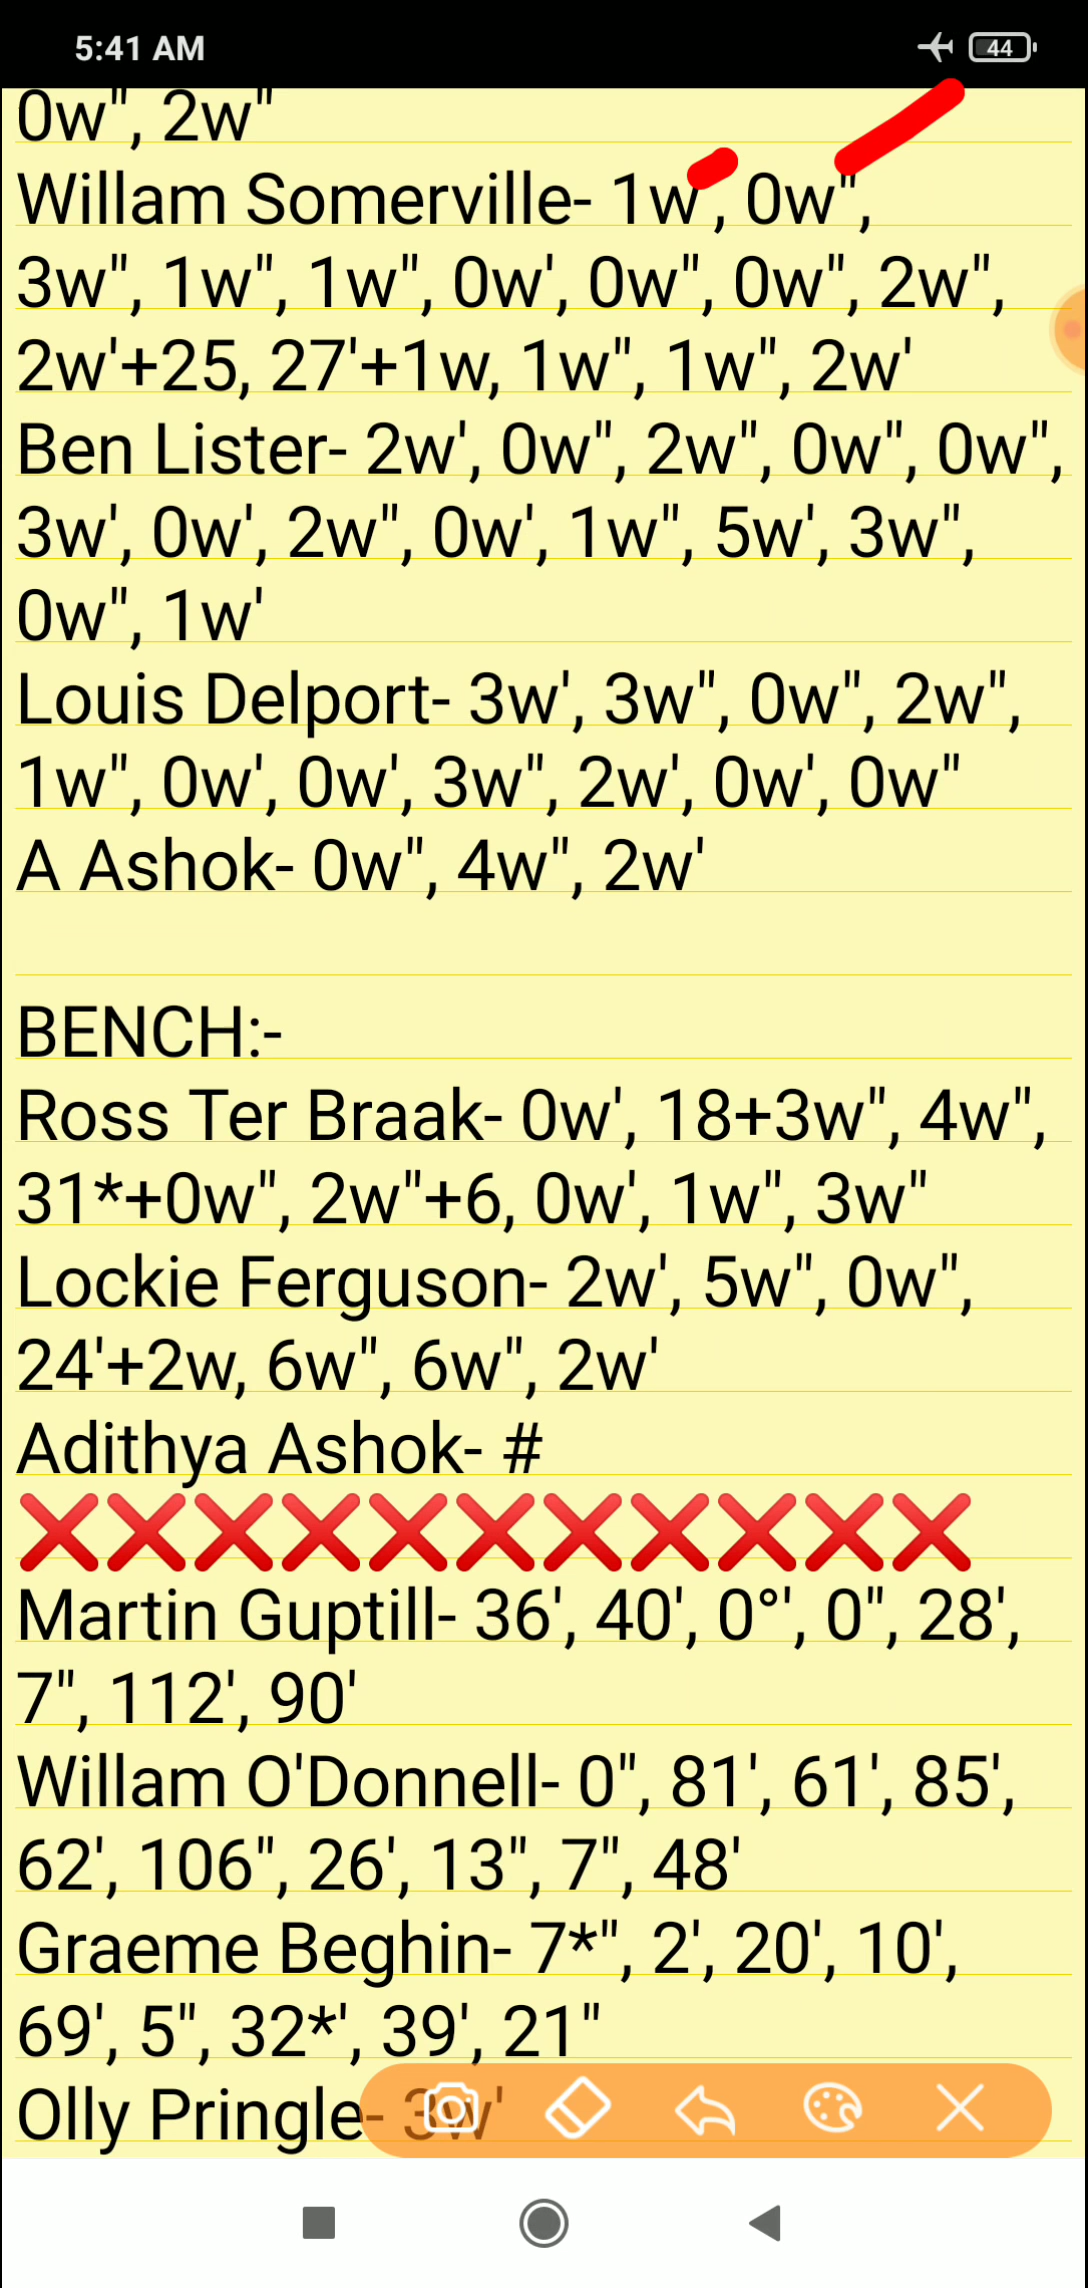 5:41 AM
44
0w", 2w"
Willam Somerville- 1w', 0w",
3w", 1w", 1w", 0w', 0w", 0w", 2w",
2w'+25, 27'+1w, 1w", 1w", 2w'
Ben Lister- 2w', 0w", 2w", 0w", 0w",
3w', 0w', 2w", 0w', 1w", 5w', 3w",
0w", 1w'
Louis Delport- 3w', 3w", 0w", 2w",
1w", 0w', 0w', 3w", 2w', 0w', 0w"
A Ashok- 0w", 4w", 2w'
BENCH:-
Ross Ter Braak- 0w', 18+3w", 4w",
31*+0w", 2w"+6, 0w', 1w", 3w"
Lockie Ferguson- 2w', 5w", 0w",
24'+2w, 6w", 6w", 2w'
Adithya Ashok- #
❌❌❌❌❌❌❌❌❌❌❌
Martin Guptill- 36', 40', 0°', 0", 28',
7", 112', 90'
Willam O'Donnell- 0", 81', 61', 85',
62', 106", 26', 13", 7", 48'
Graeme Beghin- 7*", 2', 20', 10',
69', 5", 32*', 39', 21"
Olly Pringle- 3w'